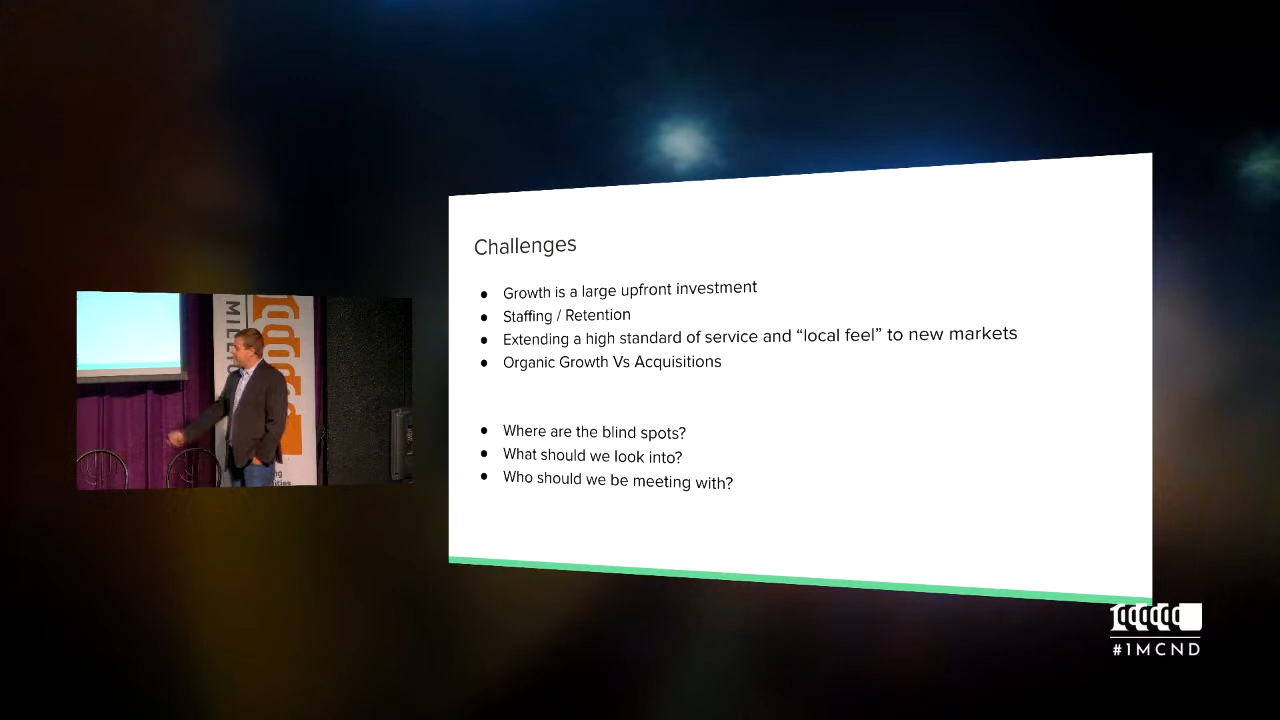 Challenges
● Growth is a large upfront investment
● Staffing / Retention
● Extending a high standard of service and “local feel” to new markets
● Organic Growth Vs Acquisitions
● Where are the blind spots?
● What should we look into?
● Who should we be meeting with?
#1MCND